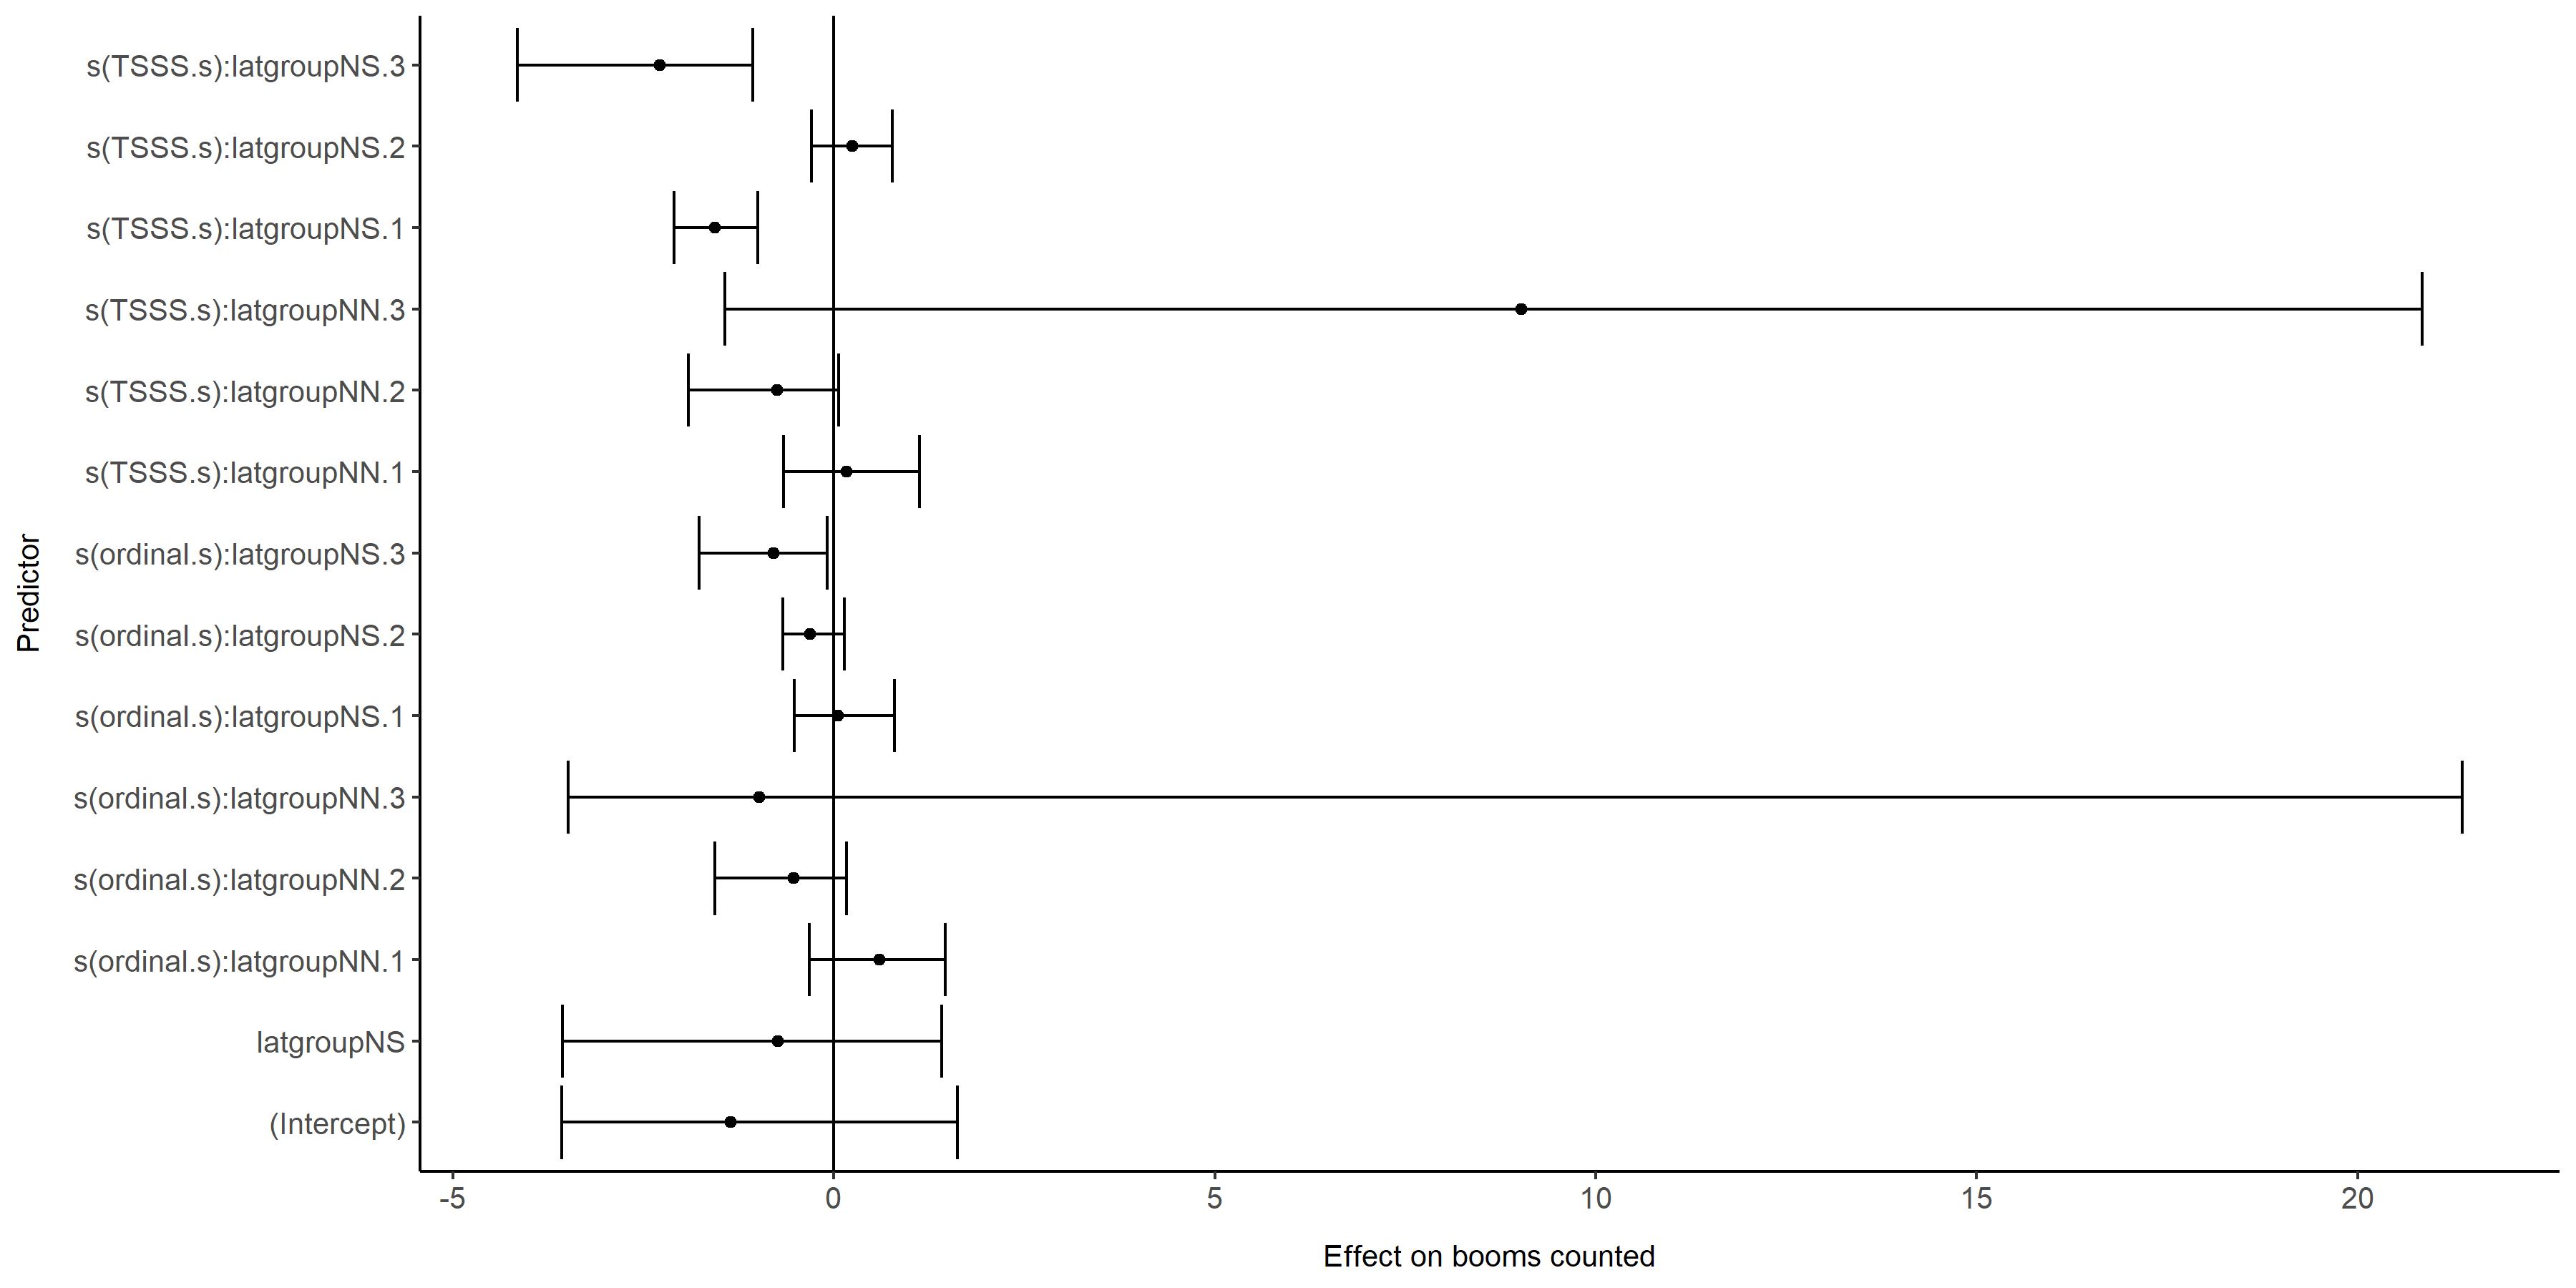 s(TSSS.s):latgroupNS.3
s(TSSS.s):latgroupNS.2
s(TSSS.s):latgroupNS.1
s(TSSS.s):latgroupNN.3
s(TSSS.s):latgroupNN.2
s(TSSS.s):latgroupNN.1
s(ordinal.s):latgroupNS.3
s(ordinal.s):latgroupNS.2
s(ordinal.s):latgroupNS.1
s(ordinal.s):latgroupNN.3
s(ordinal.s):latgroupNN.2
s(ordinal.s):latgroupNN.1
latgroupNS
(Intercept)
Predictor
-5 0 5 10 15 20
Effect on booms counted